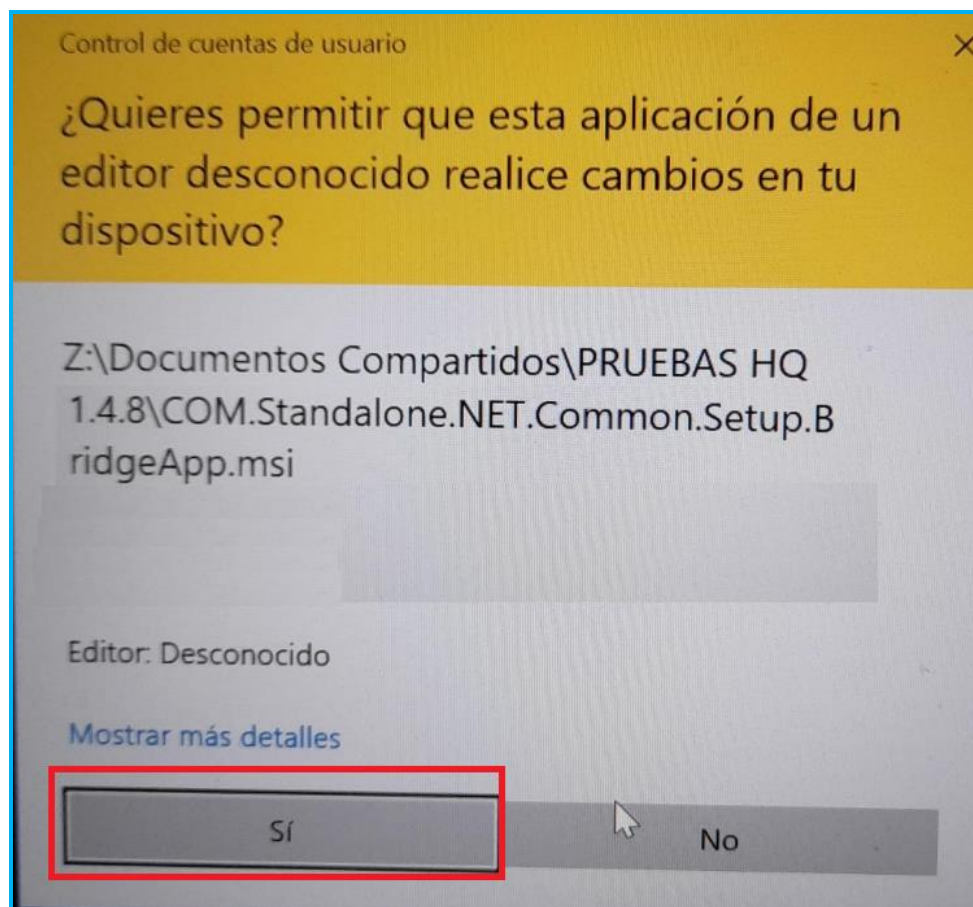 Control de cuentas de usuario
¿Quieres permitir que esta aplicación de un
editor desconocido realice cambios en tu
dispositivo?
Z:\Documentos Compartidos\PRUEBAS HQ
1.4.8\COM.Standalone.NET.Common.Setup.B
ridgeApp.msi
Editor: Desconocido
Mostrar más detalles
Sí
No